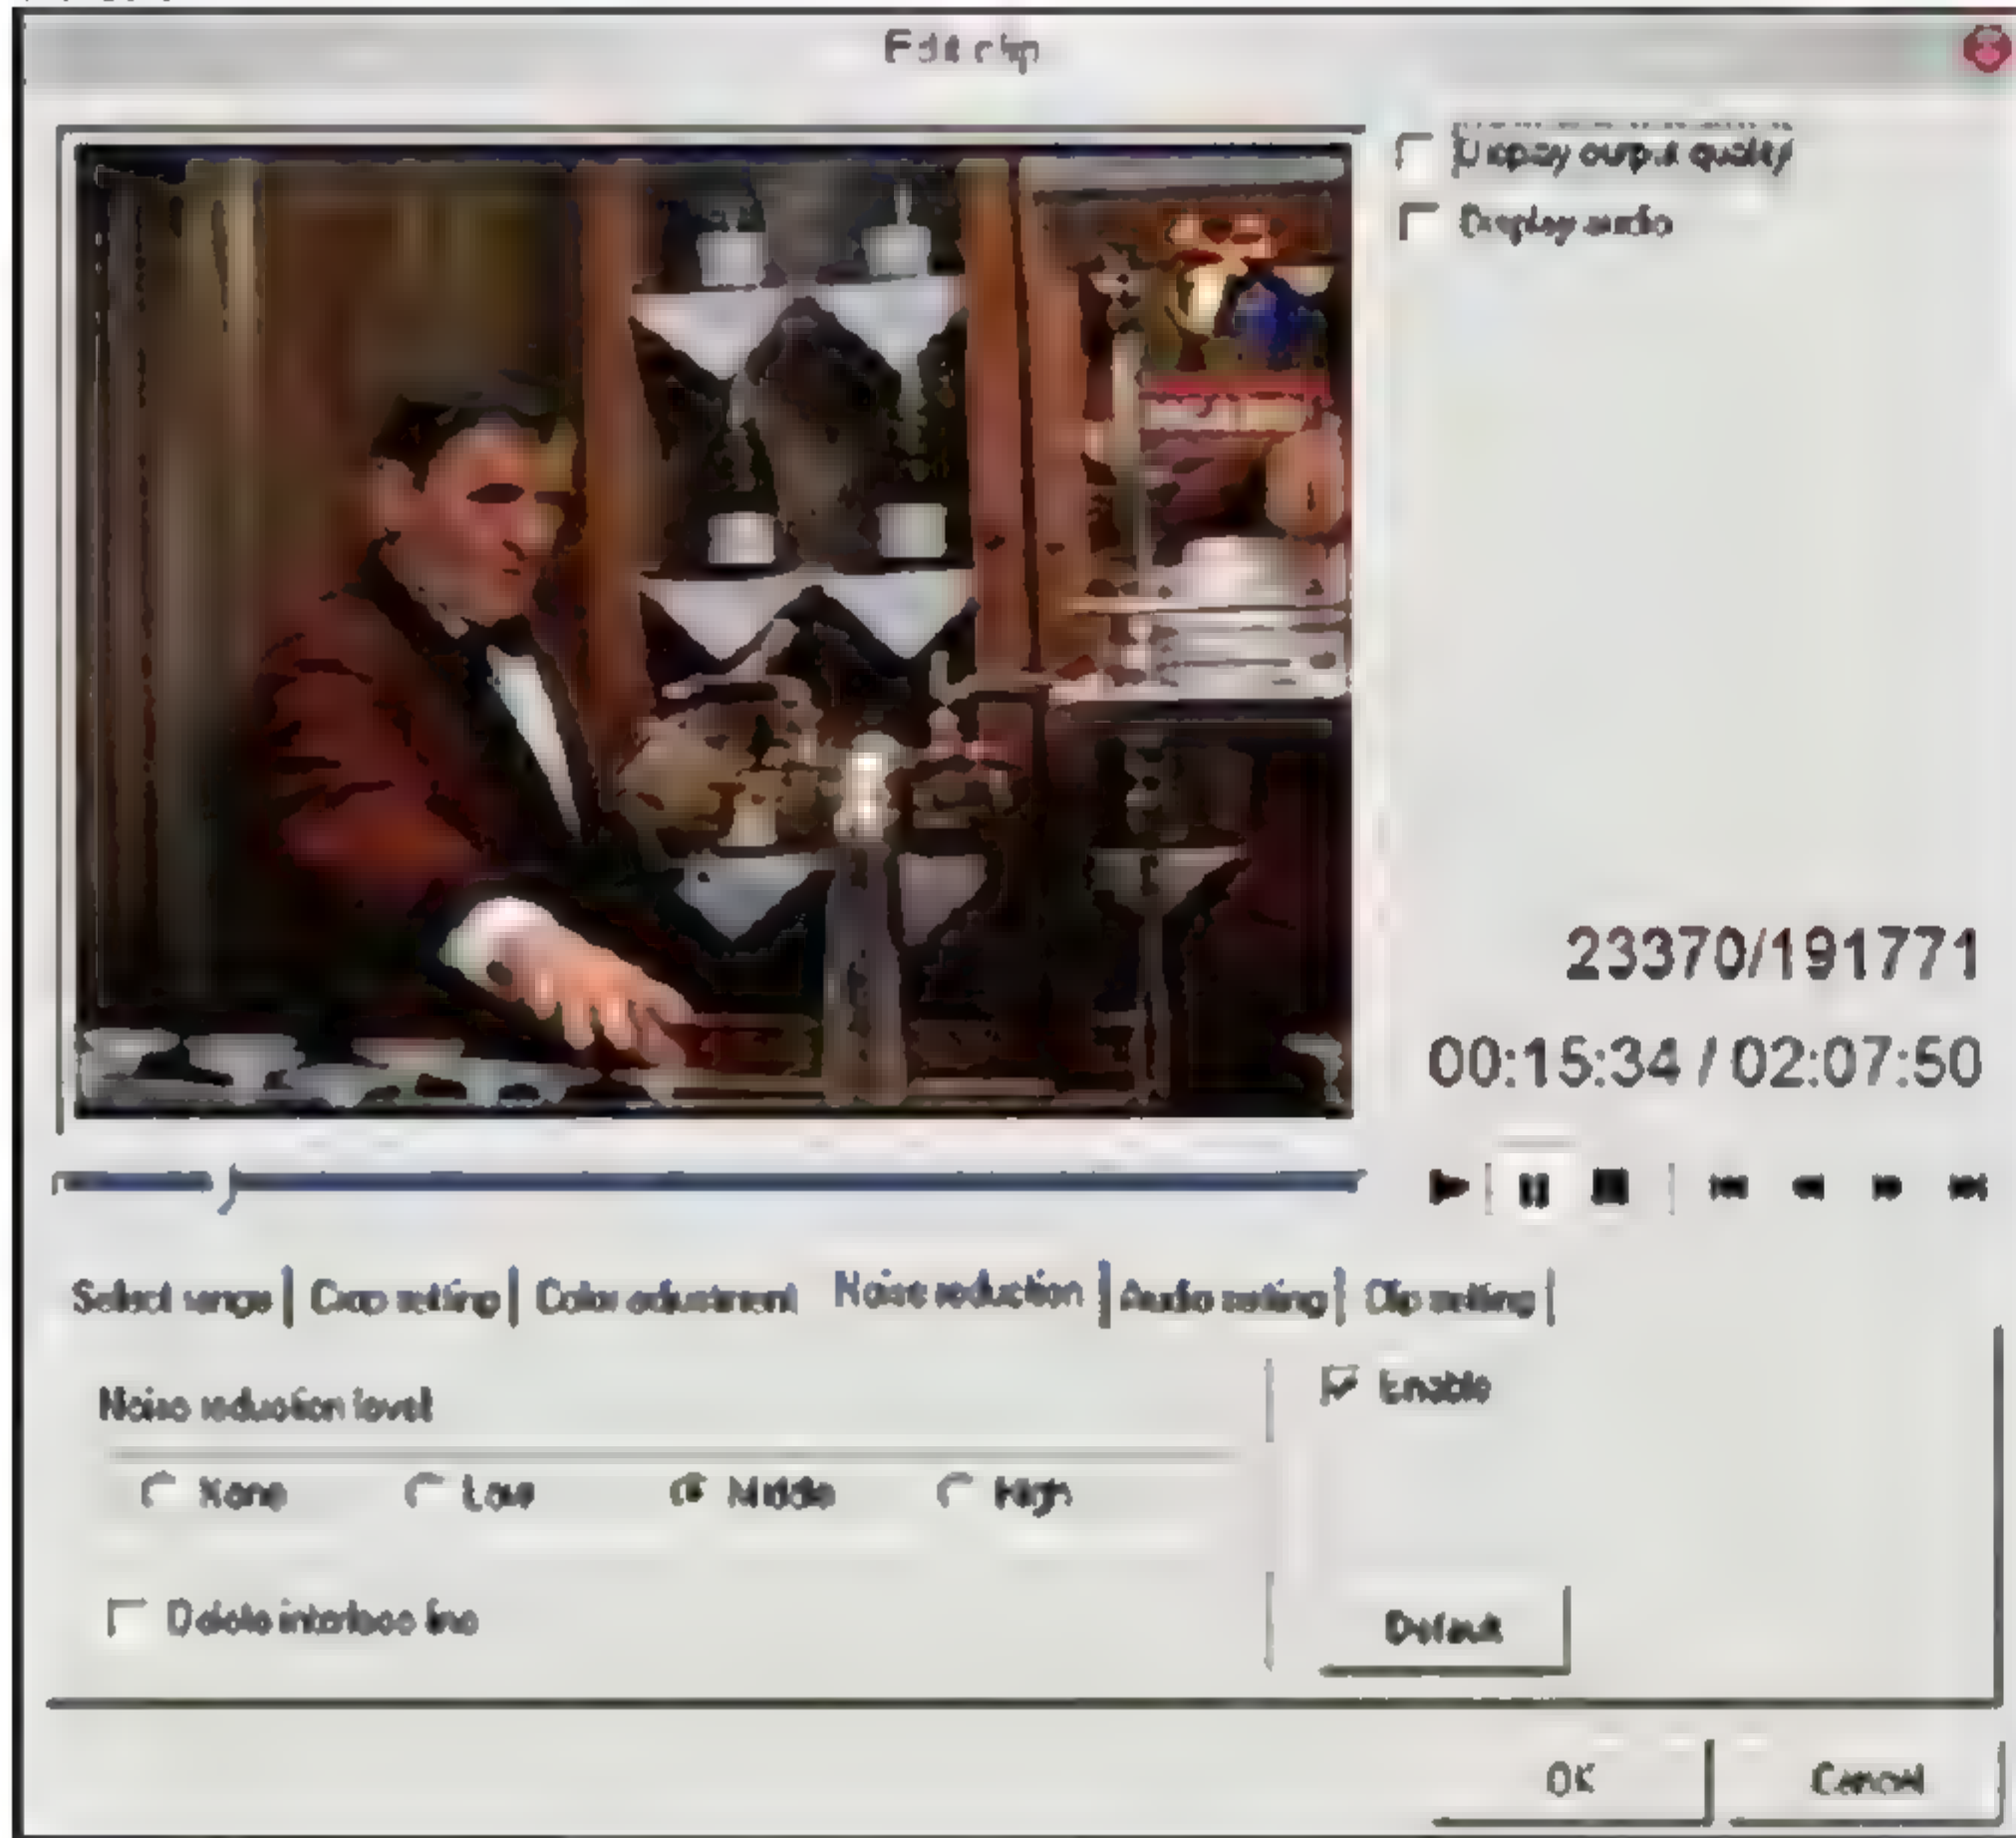 Edit clip
Display output quality
Display audio
23370/191771
00:15:34 / 02:07:50
Select range Crop setting Color adjustment Noise reduction Audio setting Clip setting
Noise reduction level
Enable
None Low Middle High
Delete interlace line
Default
OK Cancel